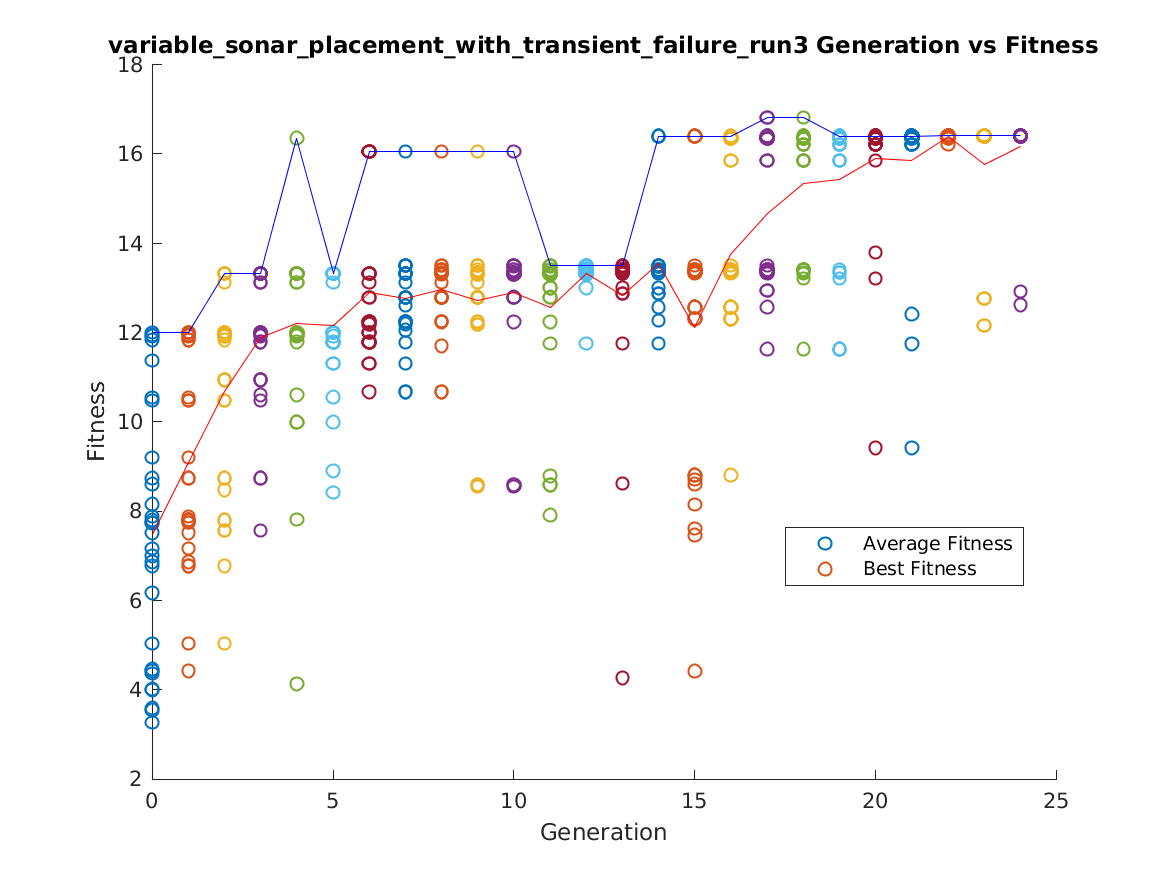 variable_sonar_placement_with_transient_failure_run3 Generation vs Fitness
18
16
14
12
10
8
6
4
2
Fitness
Average Fitness
Best Fitness
0 5 10 15 20 25
Generation